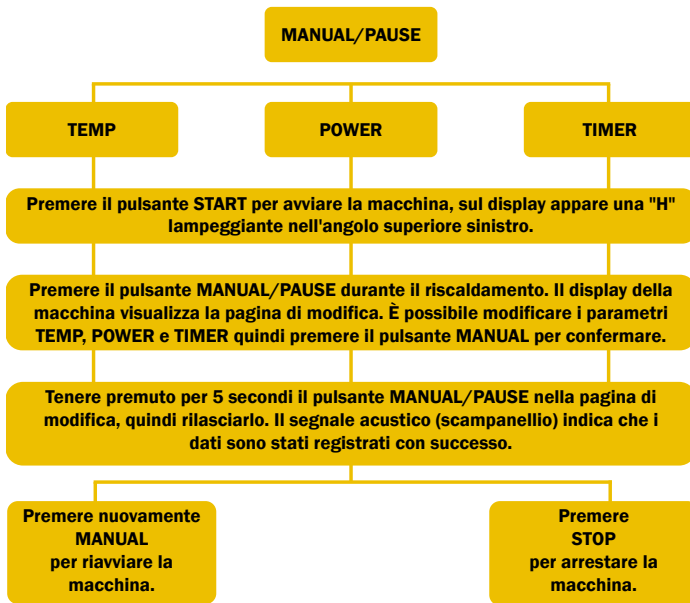 MANUAL/PAUSE
TEMP
POWER
TIMER
Premere il pulsante START per avviare la macchina, sul display appare una "H"
lampeggiante nell'angolo superiore sinistro.
Premere il pulsante MANUAL/PAUSE durante il riscaldamento. Il display della
macchina visualizza la pagina di modifica. È possibile modificare i parametri
TEMP, POWER e TIMER quindi premere il pulsante MANUAL per confermare.
Tenere premuto per 5 secondi il pulsante MANUAL/PAUSE nella pagina di
modifica, quindi rilasciarlo. Il segnale acustico (scampanellio) indica che i
dati sono stati registrati con successo.
Premere nuovamente
MANUAL
per riavviare la
macchina.
Premere
STOP
per arrestare la
macchina.